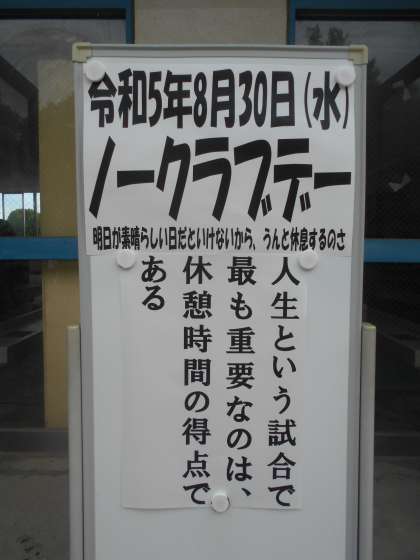 令和5年8月30日(水)
ノークラブデー
明日が素晴らしい日だといけないから、うんと休息するのさ
人生という試合で
最も重要なのは、
休憩時間の得点で
ある